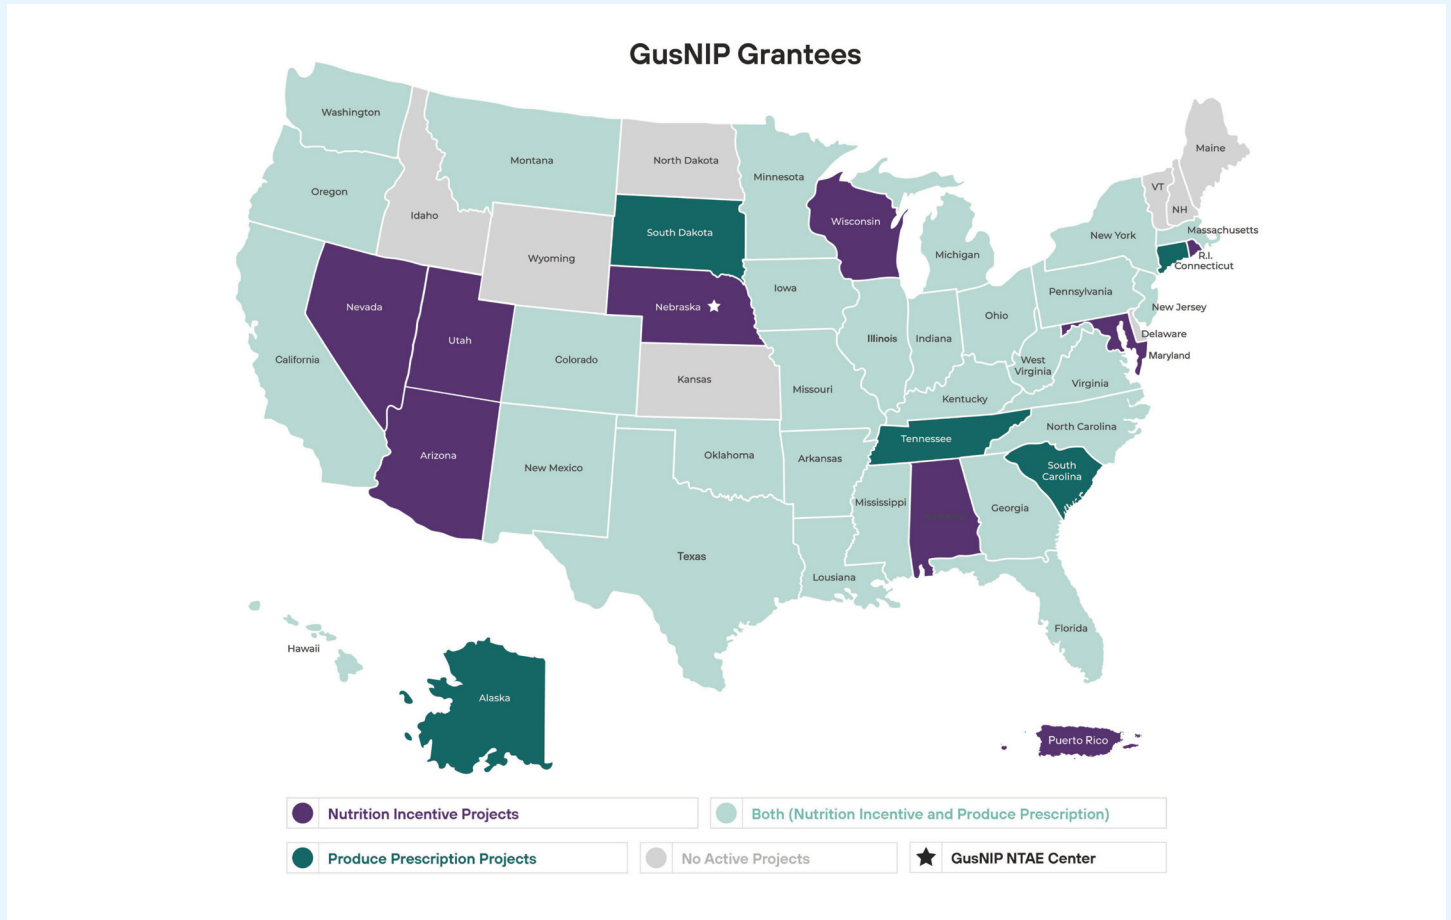 GusNIP Grantees
Washington
Montana
North Dakota
Minnesota
Maine
VT
NH
Oregon
Idaho
South Dakota
Wisconsin
New York
Massachusetts
R.I.
Connecticut
Wyoming
Michigan
Nevada
Nebraska
Iowa
Pennsylvania
New Jersey
Ohio
Delaware
Maryland
California
Utah
Colorado
Illinois
Indiana
West
Virginia
Virginia
Kansas
Missouri
Kentucky
North Carolina
Arizona
New Mexico
Oklahoma
Arkansas
Tennessee
South
Carolina
Mississippi
Georgia
Texas
Lousiana
Florida
Hawaii
Alaska
Puerto Rico
Nutrition Incentive Projects
Both (Nutrition Incentive and Produce Prescription)
Produce Prescription Projects
No Active Projects
GusNIP NTAE Center